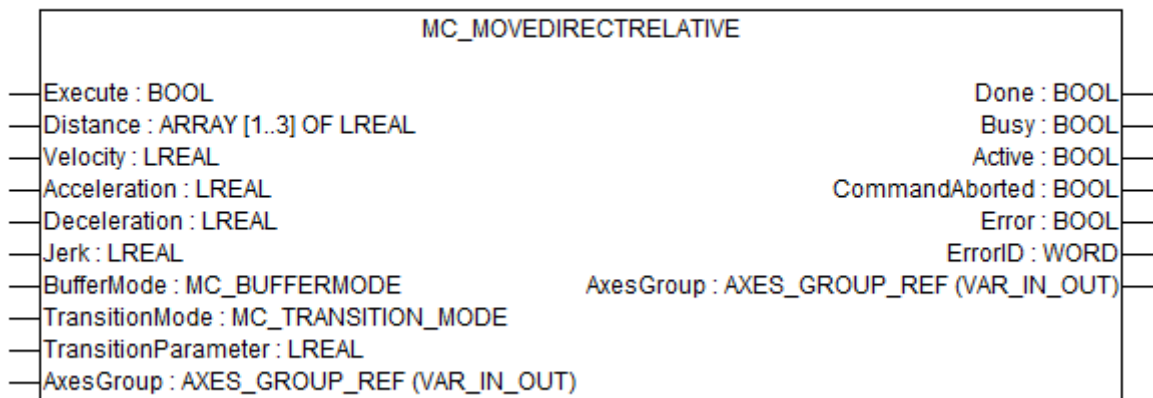 MC_MOVEDIRECTRELATIVE
Execute : BOOL Done : BOOL
Distance : ARRAY [1..3] OF LREAL Busy : BOOL
Velocity : LREAL Active : BOOL
Acceleration : LREAL CommandAborted : BOOL
Deceleration : LREAL Error : BOOL
Jerk : LREAL ErrorID : WORD
BufferMode : MC_BUFFERMODE AxesGroup : AXES_GROUP_REF (VAR_IN_OUT)
TransitionMode : MC_TRANSITION_MODE
TransitionParameter : LREAL
AxesGroup : AXES_GROUP_REF (VAR_IN_OUT)